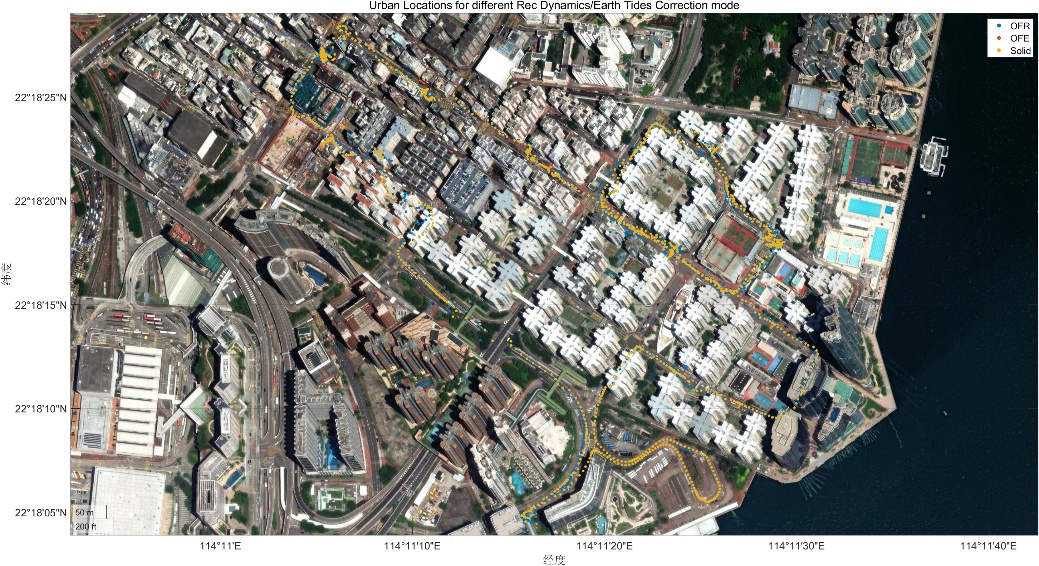 Urban Locations for different Rec Dynamics/Earth Tides Correction mode
OFR
OFE
Solid
22°18'25"N
22°18'20"N
22°18'15"N
22°18'10"N
22°18'05"N
纬度
50 m
200 ft
114°11'1"E
114°11'10"E
114°11'20"E
114°11'30"E
114°11'40"E
经度